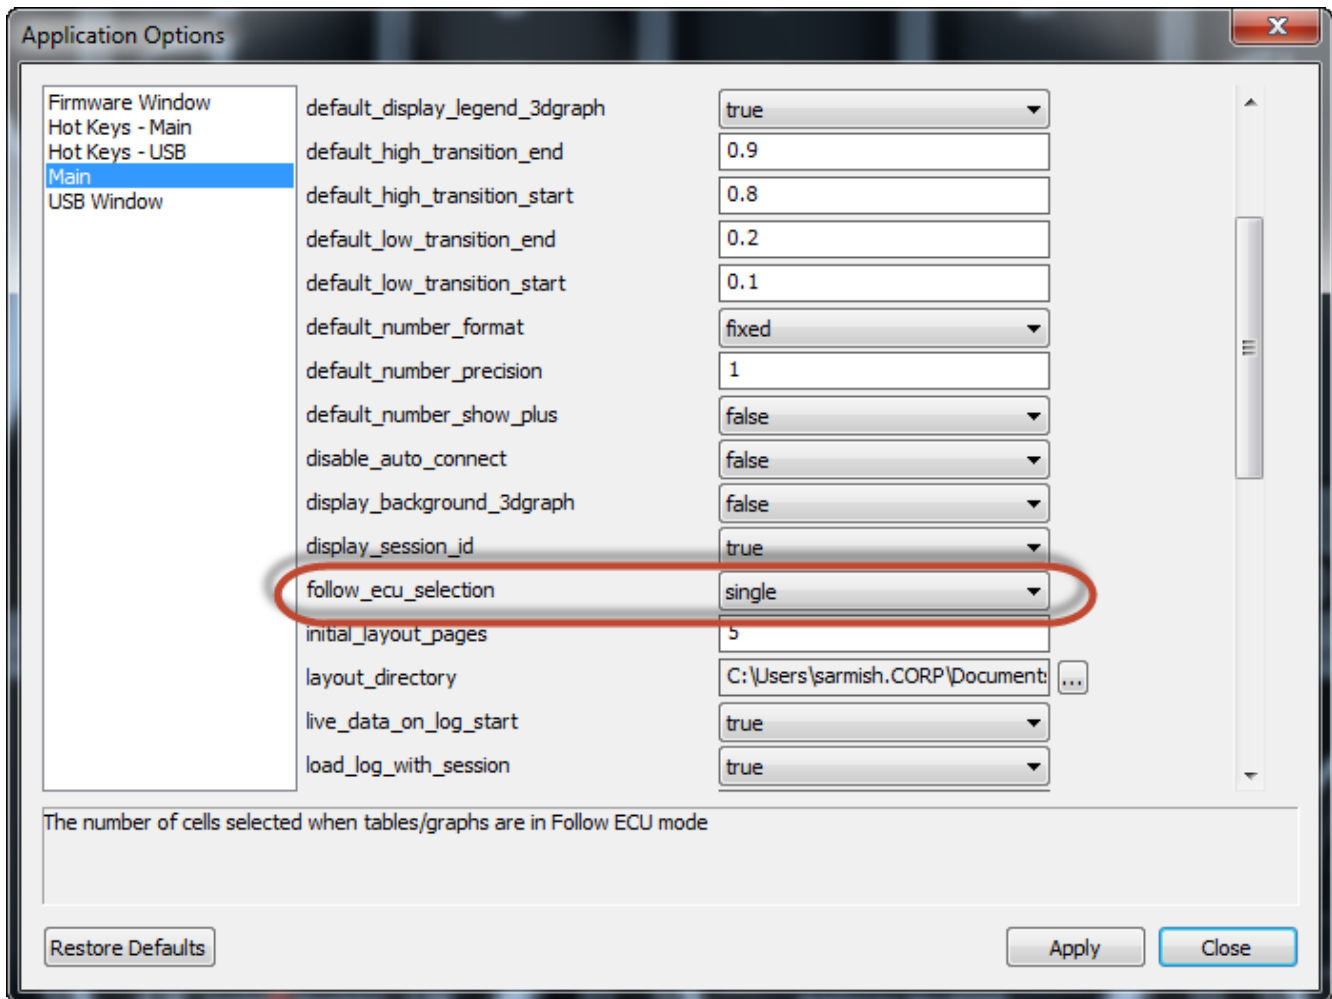 Application Options
Firmware Window
Hot Keys - Main
Hot Keys - USB
Main
USB Window
default_display_legend_3dgraph true
default_high_transition_end 0.9
default_high_transition_start 0.8
default_low_transition_end 0.2
default_low_transition_start 0.1
default_number_format fixed
default_number_precision 1
default_number_show_plus false
disable_auto_connect false
display_background_3dgraph false
display_session_id true
follow_ecu_selection single
initial_layout_pages 5
layout_directory C:\Users\sarmish.CORP\Documents ...
live_data_on_log_start true
load_log_with_session true
The number of cells selected when tables/graphs are in Follow ECU mode
Restore Defaults Apply Close